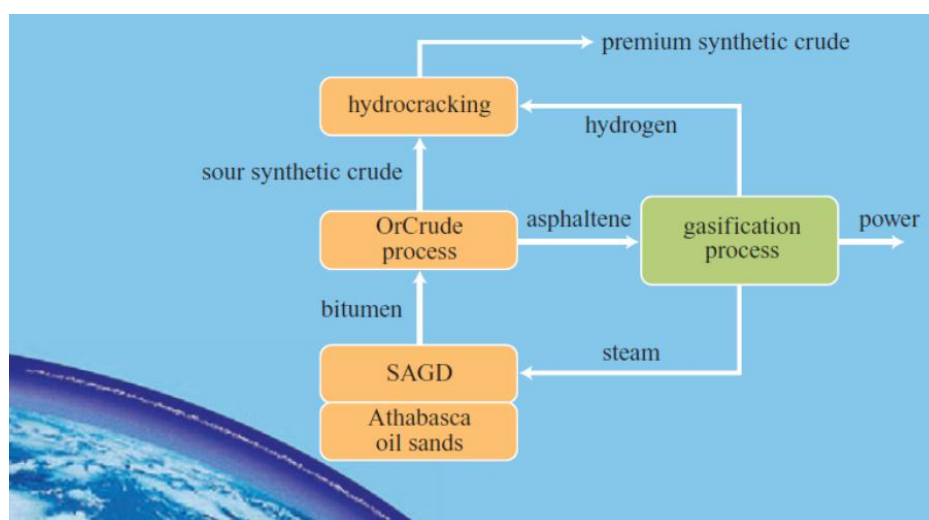 premium synthetic crude
hydrocracking
hydrogen
sour synthetic crude
OrCrude
process
asphaltene
gasification
process
power
bitumen
steam
SAGD
Athabasca
oil sands